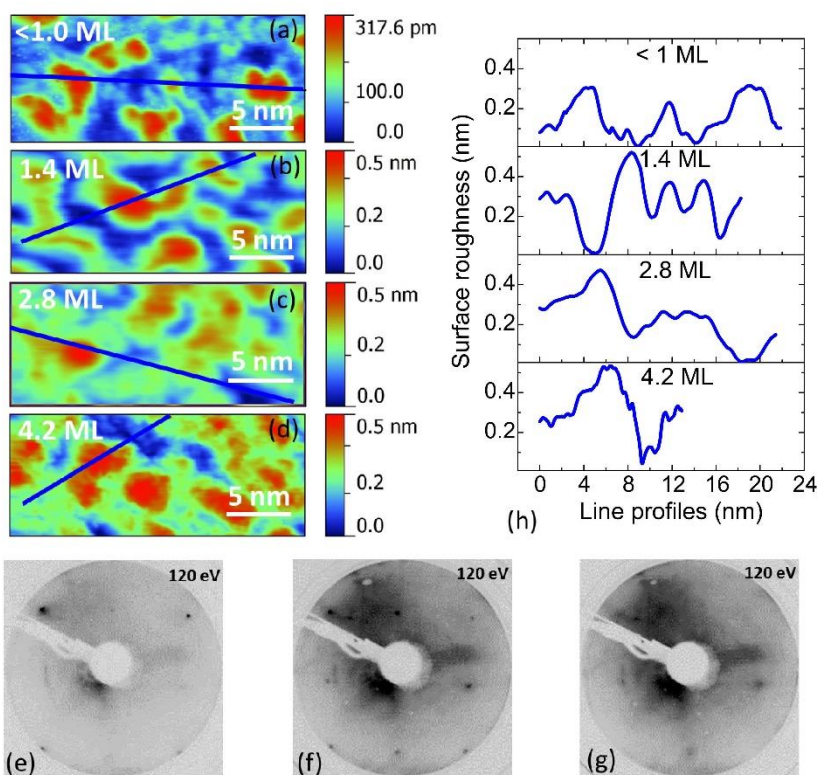 <1.0 ML
(a)
5 nm
317.6 pm
100.0
0.0
1.4 ML
(b)
5 nm
0.5 nm
0.2
0.0
2.8 ML
(c)
5 nm
0.5 nm
0.2
0.0
4.2 ML
(d)
5 nm
0.5 nm
0.2
0.0
Surface roughness (nm)
< 1 ML
0.4
0.2
1.4 ML
0.4
0.2
2.8 ML
0.4
0.2
4.2 ML
0.4
0.2
0 4 8 12 16 20 24
(h) Line profiles (nm)
120 eV
(e)
120 eV
(f)
120 eV
(g)